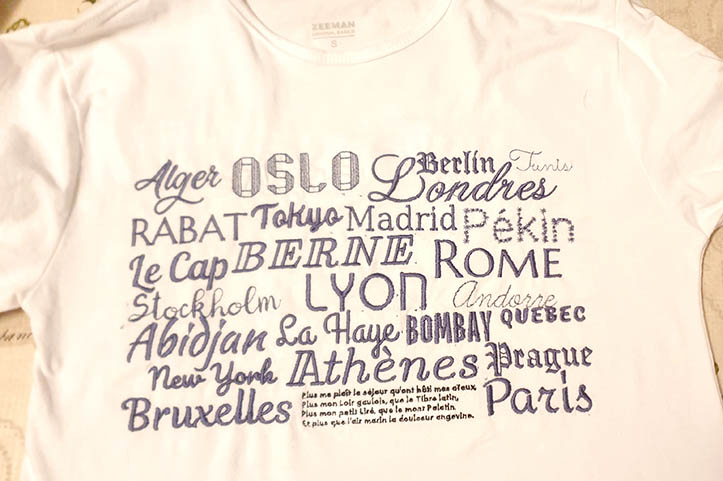 ZEEMAN
S
Alger OSLO Berlin Tunis
Londres
RABAT Tokyo Madrid Pékin
Le Cap BERNE ROME
Stockholm LYON Andorre
Abidjan La Haye BOMBAY QUEBEC
New York Athènes Prague
Bruxelles Paris
Plus me plaît le séjour qu'ont bâti mes aïeux,
Plus mon Loir gaulois, que le Tibre latin,
Plus mon petit Liré, que le mont Palatin,
Et plus que l'air marin la douceur angevine.